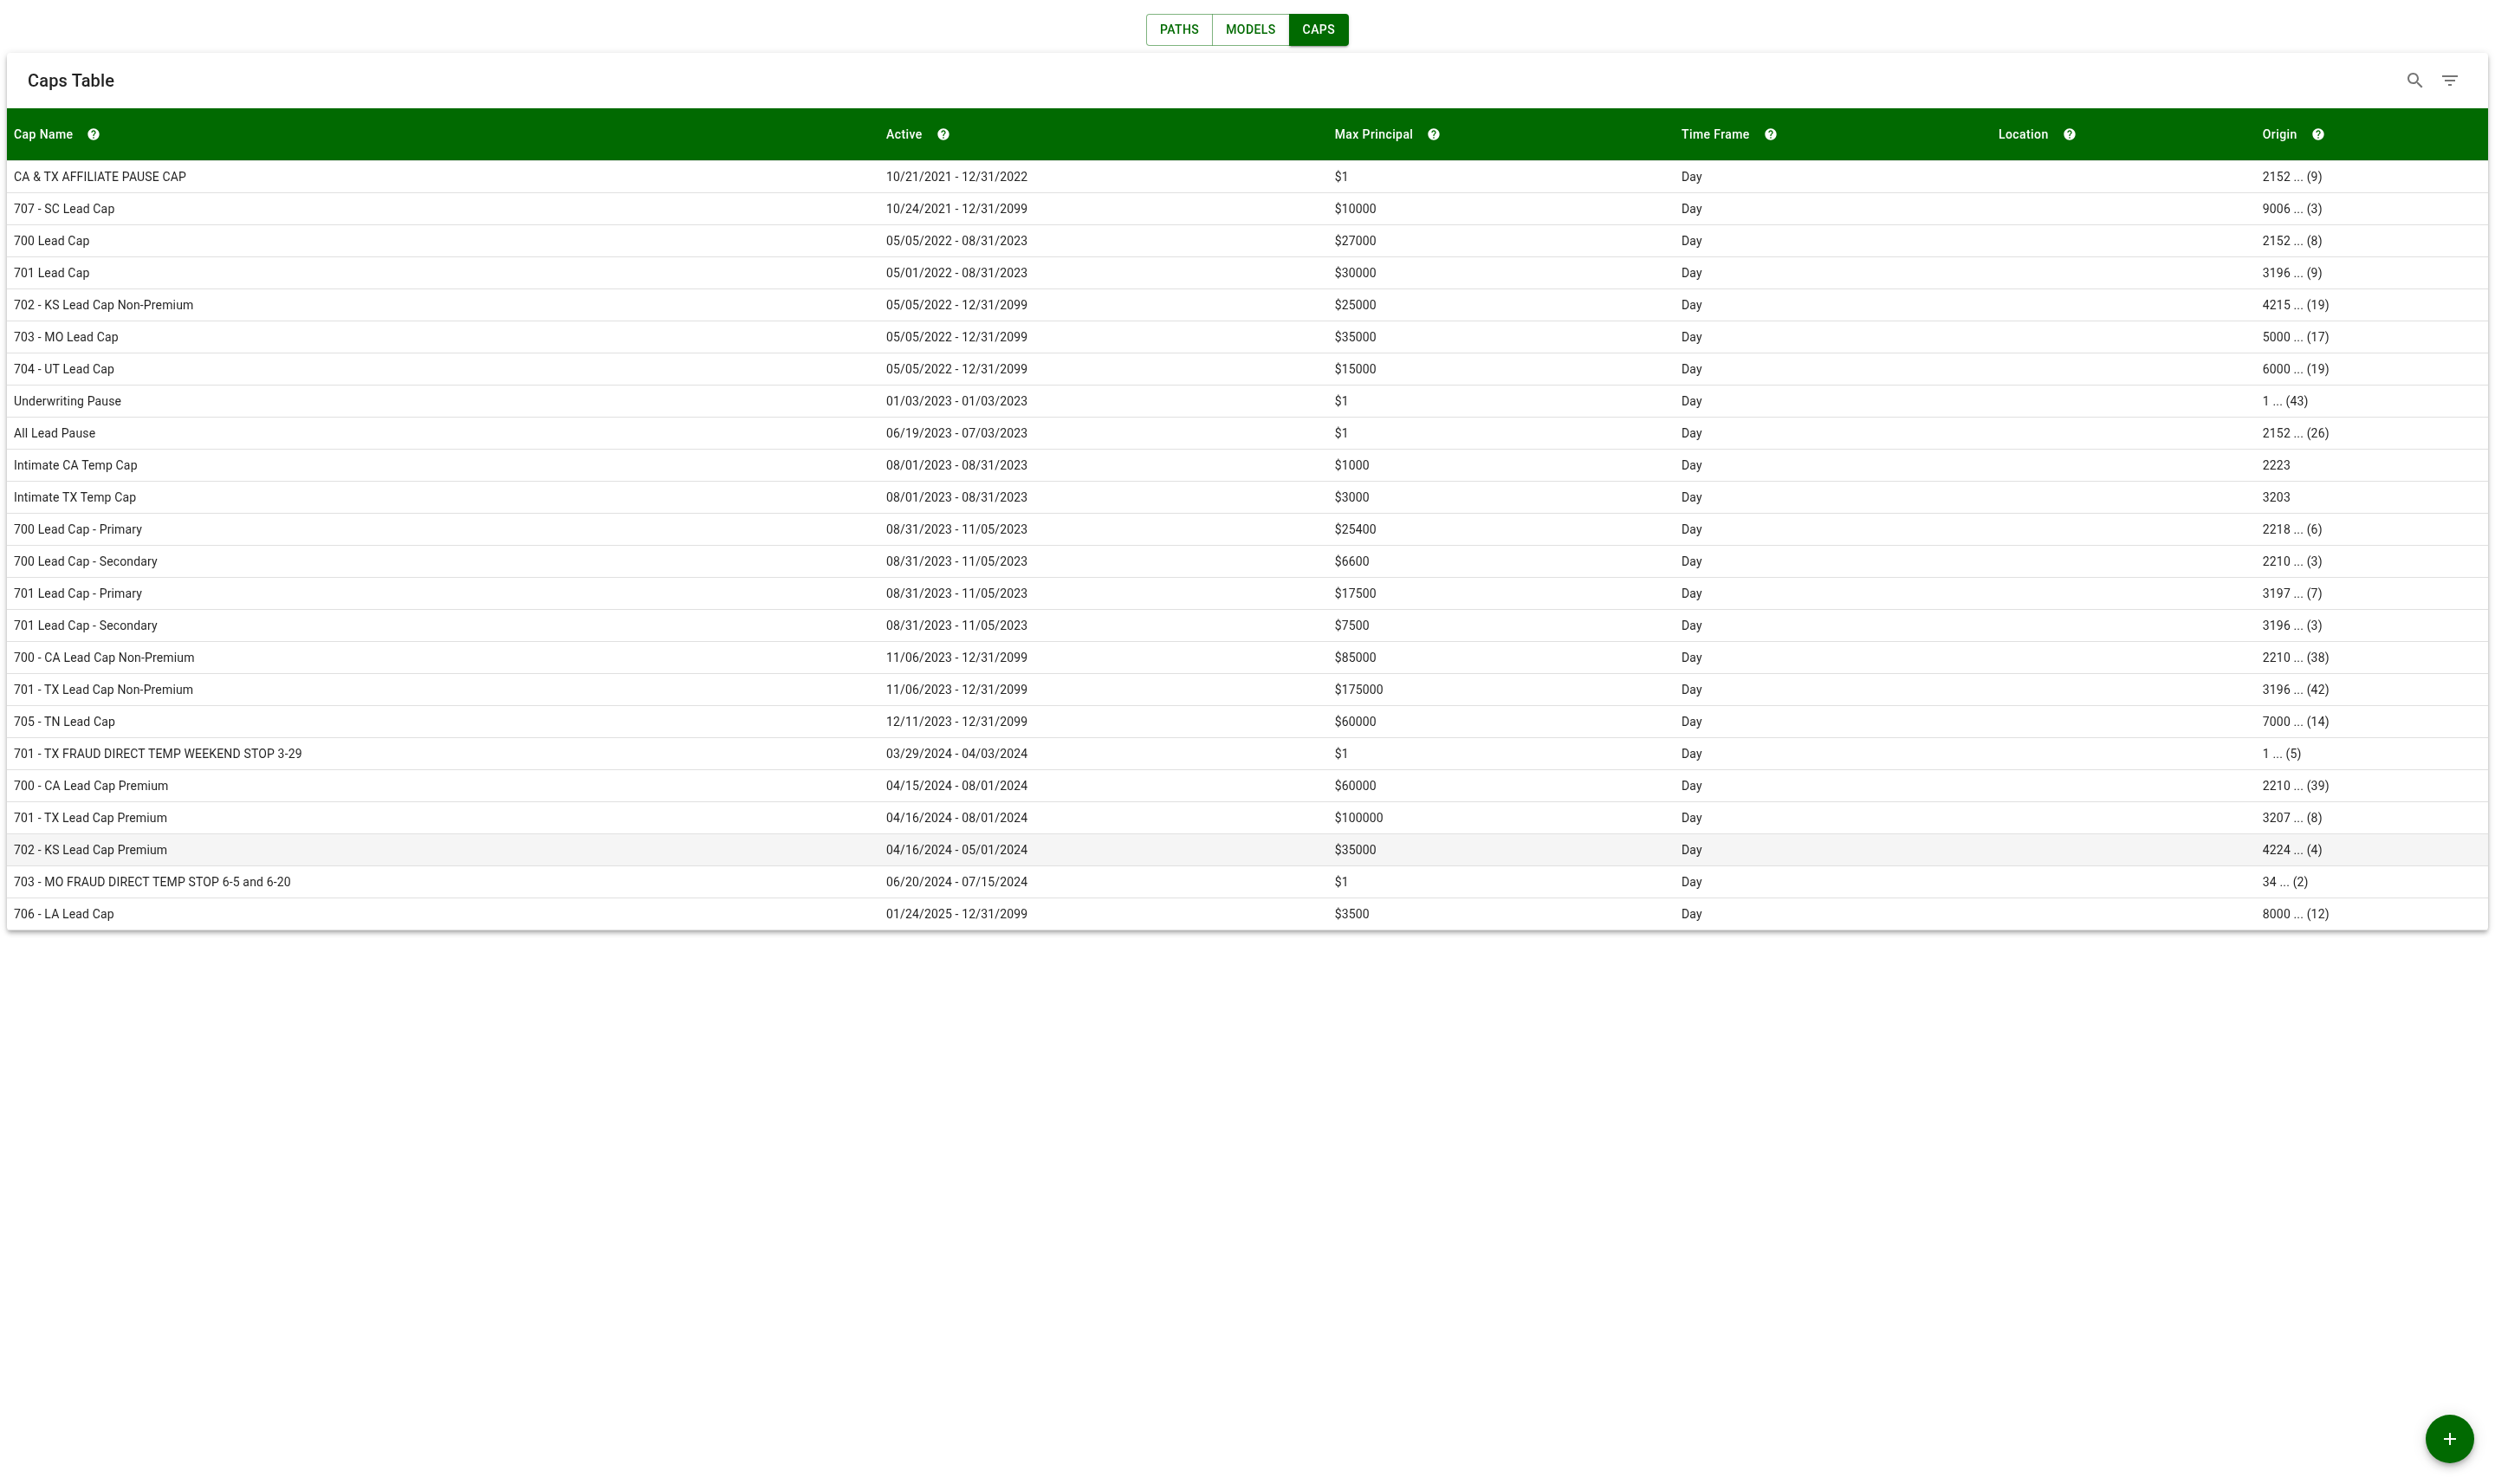 PATHS MODELS CAPS
Caps Table
Cap Name Active Max Principal Time Frame Location Origin
CA & TX AFFILIATE PAUSE CAP 10/21/2021 - 12/31/2022 $1 Day 2152 ... (9)
707 - SC Lead Cap 10/24/2021 - 12/31/2099 $10000 Day 9006 ... (3)
700 Lead Cap 05/05/2022 - 08/31/2023 $27000 Day 2152 ... (8)
701 Lead Cap 05/01/2022 - 08/31/2023 $30000 Day 3196 ... (9)
702 - KS Lead Cap Non-Premium 05/05/2022 - 12/31/2099 $25000 Day 4215 ... (19)
703 - MO Lead Cap 05/05/2022 - 12/31/2099 $35000 Day 5000 ... (17)
704 - UT Lead Cap 05/05/2022 - 12/31/2099 $15000 Day 6000 ... (19)
Underwriting Pause 01/03/2023 - 01/03/2023 $1 Day 1 ... (43)
All Lead Pause 06/19/2023 - 07/03/2023 $1 Day 2152 ... (26)
Intimate CA Temp Cap 08/01/2023 - 08/31/2023 $1000 Day 2223
Intimate TX Temp Cap 08/01/2023 - 08/31/2023 $3000 Day 3203
700 Lead Cap - Primary 08/31/2023 - 11/05/2023 $25400 Day 2218 ... (6)
700 Lead Cap - Secondary 08/31/2023 - 11/05/2023 $6600 Day 2210 ... (3)
701 Lead Cap - Primary 08/31/2023 - 11/05/2023 $17500 Day 3197 ... (7)
701 Lead Cap - Secondary 08/31/2023 - 11/05/2023 $7500 Day 3196 ... (3)
700 - CA Lead Cap Non-Premium 11/06/2023 - 12/31/2099 $85000 Day 2210 ... (38)
701 - TX Lead Cap Non-Premium 11/06/2023 - 12/31/2099 $175000 Day 3196 ... (42)
705 - TN Lead Cap 12/11/2023 - 12/31/2099 $60000 Day 7000 ... (14)
701 - TX FRAUD DIRECT TEMP WEEKEND STOP 3-29 03/29/2024 - 04/03/2024 $1 Day 1 ... (5)
700 - CA Lead Cap Premium 04/15/2024 - 08/01/2024 $60000 Day 2210 ... (39)
701 - TX Lead Cap Premium 04/16/2024 - 08/01/2024 $100000 Day 3207 ... (8)
702 - KS Lead Cap Premium 04/16/2024 - 05/01/2024 $35000 Day 4224 ... (4)
703 - MO FRAUD DIRECT TEMP STOP 6-5 and 6-20 06/20/2024 - 07/15/2024 $1 Day 34 ... (2)
706 - LA Lead Cap 01/24/2025 - 12/31/2099 $3500 Day 8000 ... (12)